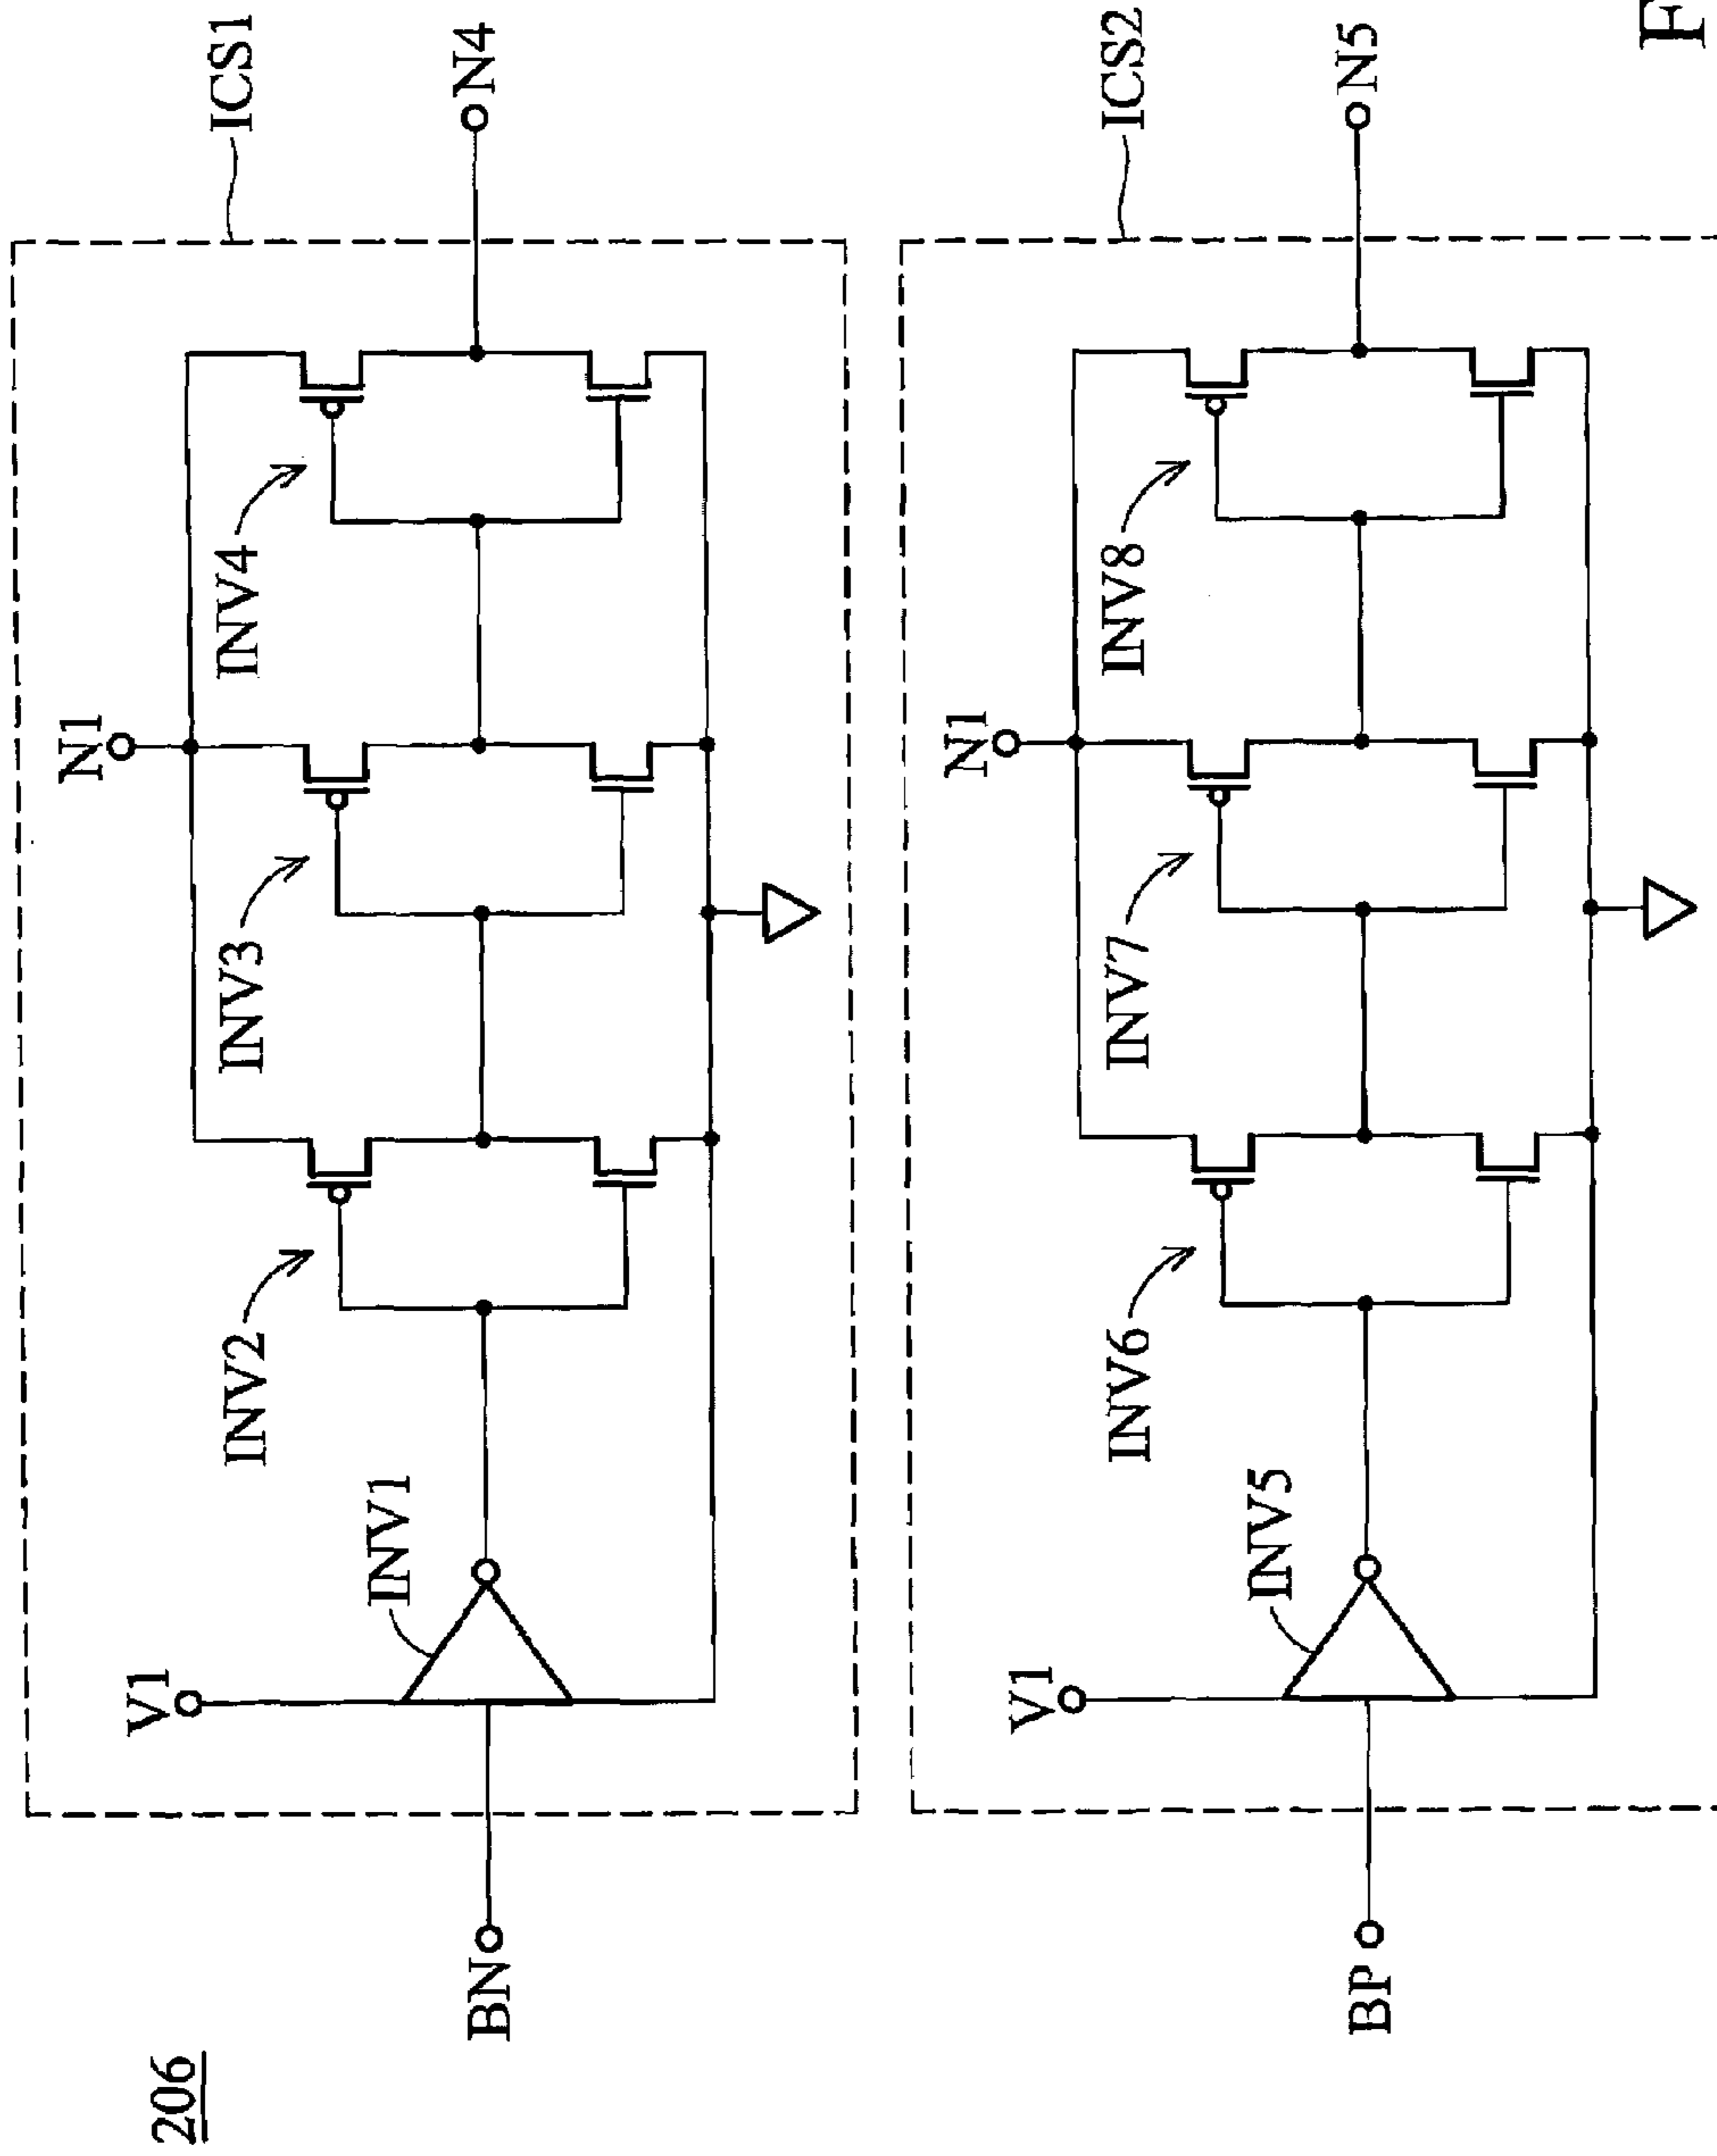 206
ICS1
N1
V1
INV1
INV2
INV3
INV4
BN
N4
ICS2
N1
V1
INV5
INV6
INV7
INV8
BP
N5
F